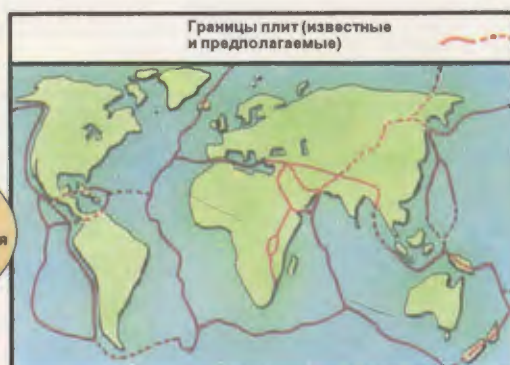 Границы плит (известные
и предполагаемые)
я